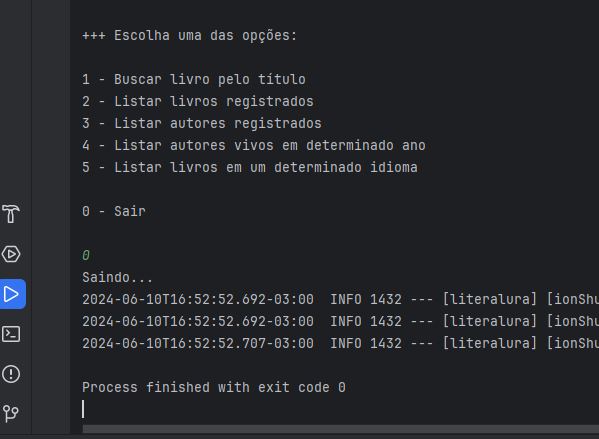 +++ Escolha uma das opções:
1 - Buscar livro pelo título
2 - Listar livros registrados
3 - Listar autores registrados
4 - Listar autores vivos em determinado ano
5 - Listar livros em um determinado idioma
0 - Sair
0
Saindo...
2024-06-10T16:52:52.692-03:00  INFO 1432 --- [literalura] [ionShu
2024-06-10T16:52:52.692-03:00  INFO 1432 --- [literalura] [ionShu
2024-06-10T16:52:52.707-03:00  INFO 1432 --- [literalura] [ionShu
Process finished with exit code 0